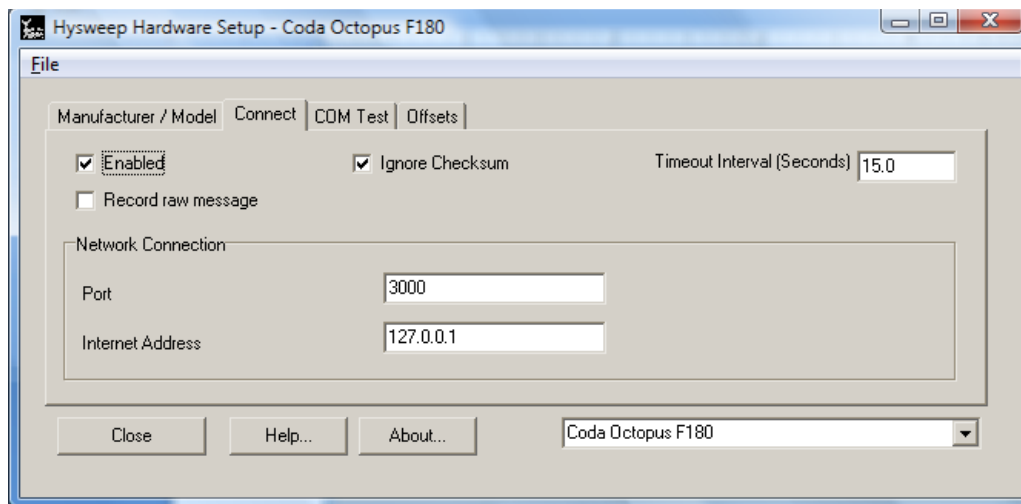 Hysweep Hardware Setup - Coda Octopus F180
File
Manufacturer / Model Connect COM Test Offsets
Enabled Ignore Checksum Timeout Interval (Seconds) 15.0
Record raw message
Network Connection
Port 3000
Internet Address 127.0.0.1
Close Help... About... Coda Octopus F180